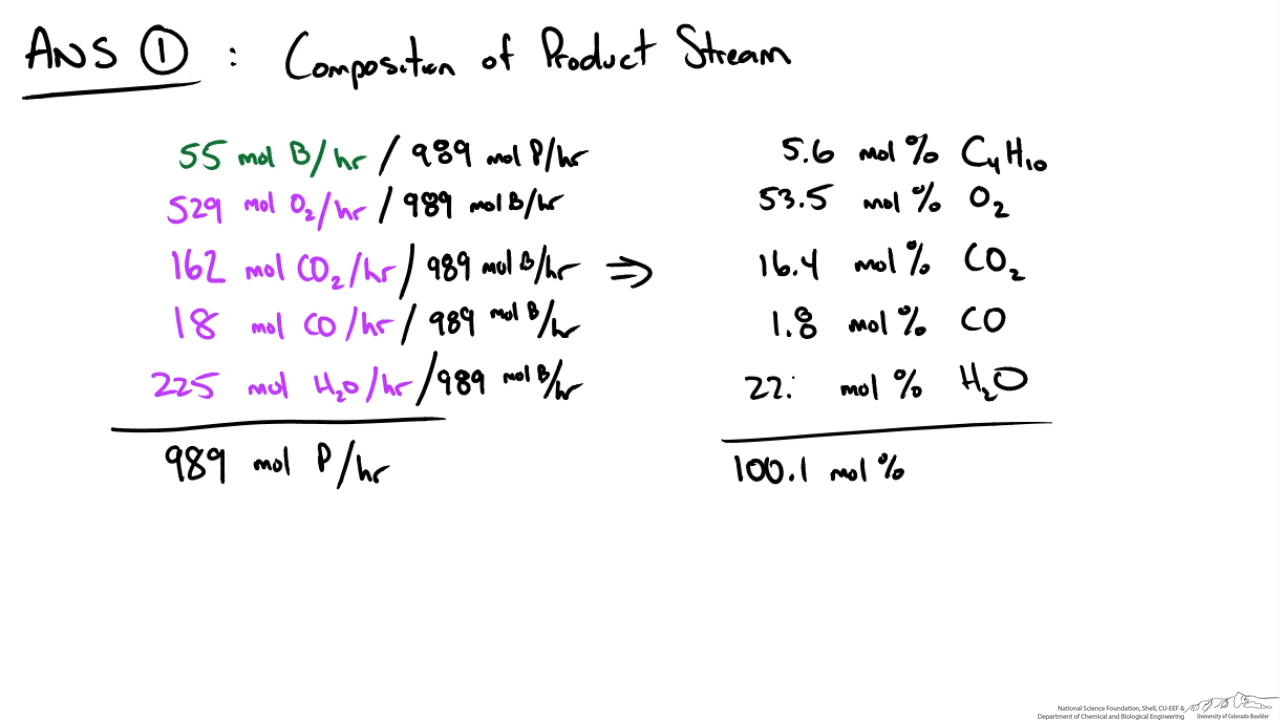 ANS ① : Composition of Product Stream
55 mol B/hr / 989 mol P/hr 5.6 mol % C₄H₁₀
529 mol O₂/hr / 989 mol B/hr 53.5 mol % O₂
162 mol CO₂/hr / 989 mol B/hr ⇒ 16.4 mol % CO₂
18 mol CO/hr / 989 mol B/hr 1.8 mol % CO
225 mol H₂O/hr / 989 mol B/hr 22. mol % H₂O
989 mol P/hr 100.1 mol %
National Science Foundation, Shell, CU-EEF &
Department of Chemical and Biological Engineering University of Colorado Boulder